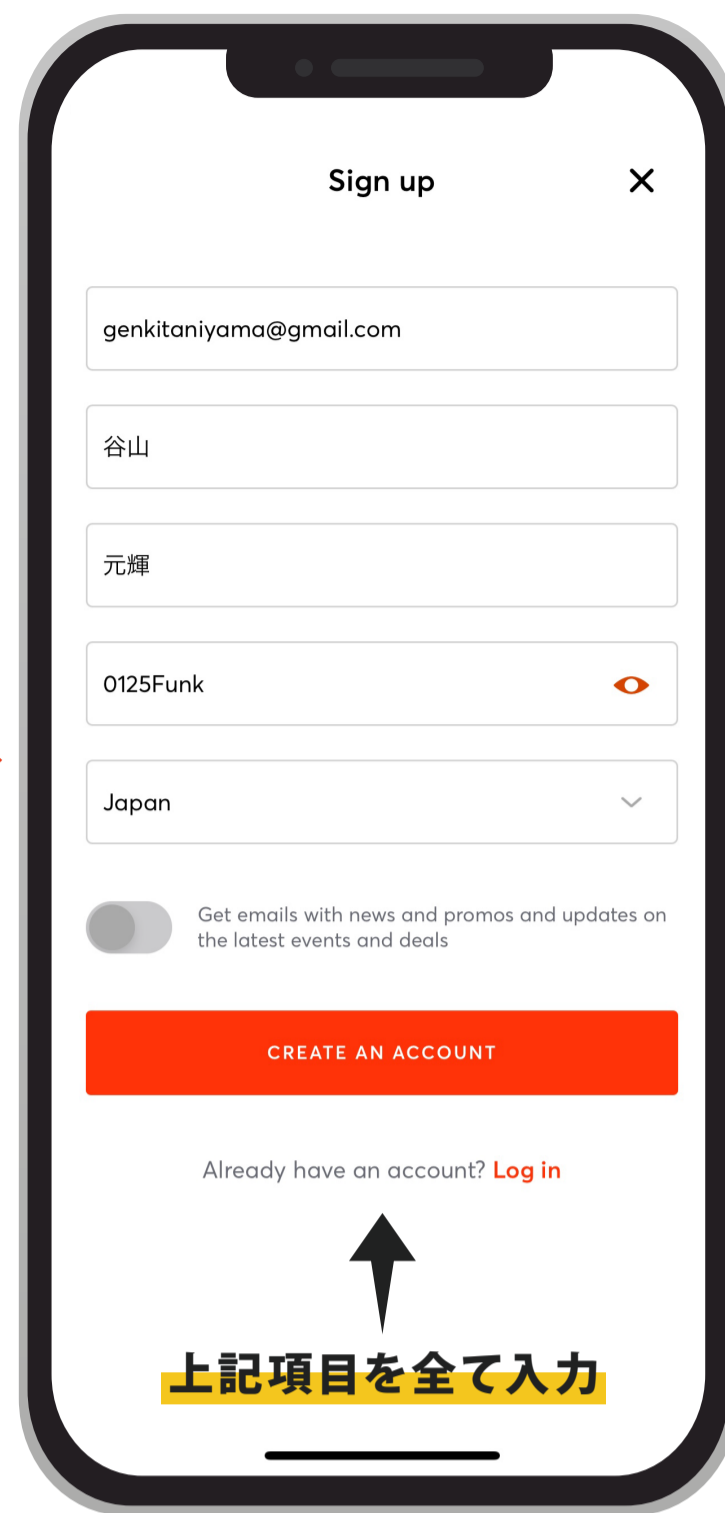 Sign up
genkitaniyama@gmail.com
谷山
元輝
0125Funk
Japan
Get emails with news and promos and updates on
the latest events and deals
CREATE AN ACCOUNT
Already have an account? Log in
上記項目を全て入力